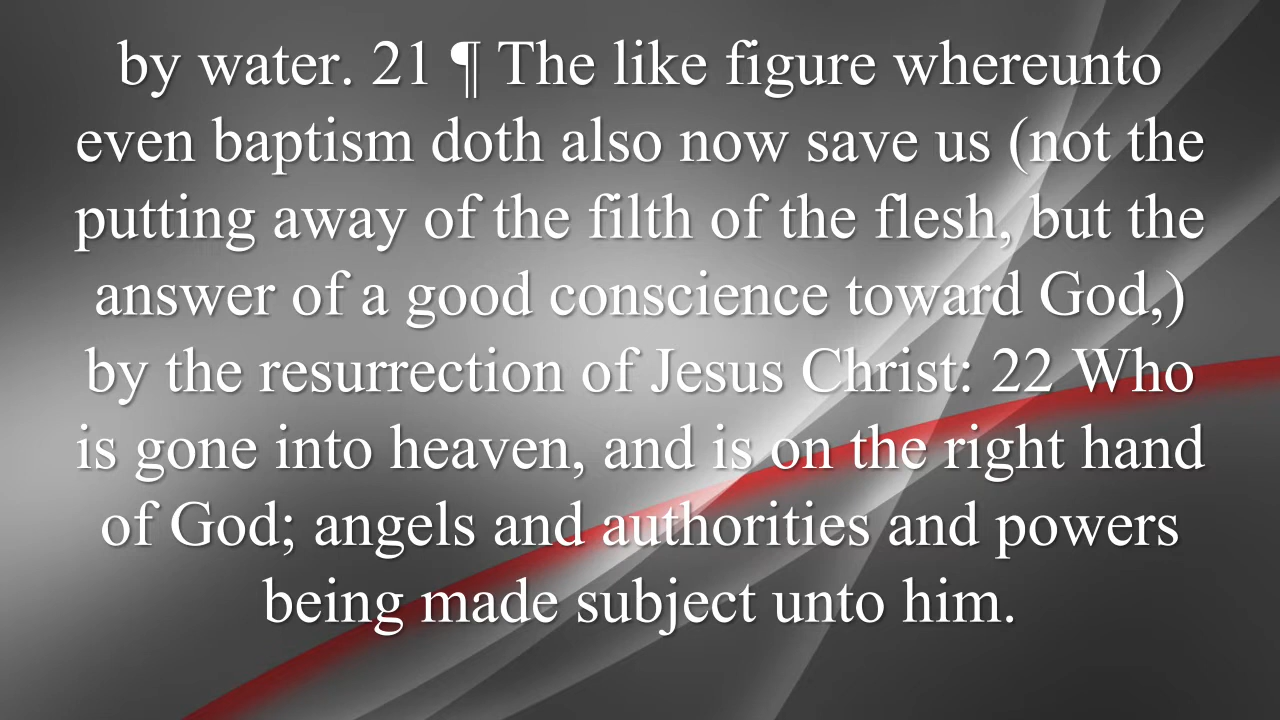 by water. 21 ¶ The like figure whereunto
even baptism doth also now save us (not the
putting away of the filth of the flesh, but the
answer of a good conscience toward God,)
by the resurrection of Jesus Christ: 22 Who
is gone into heaven, and is on the right hand
of God; angels and authorities and powers
being made subject unto him.